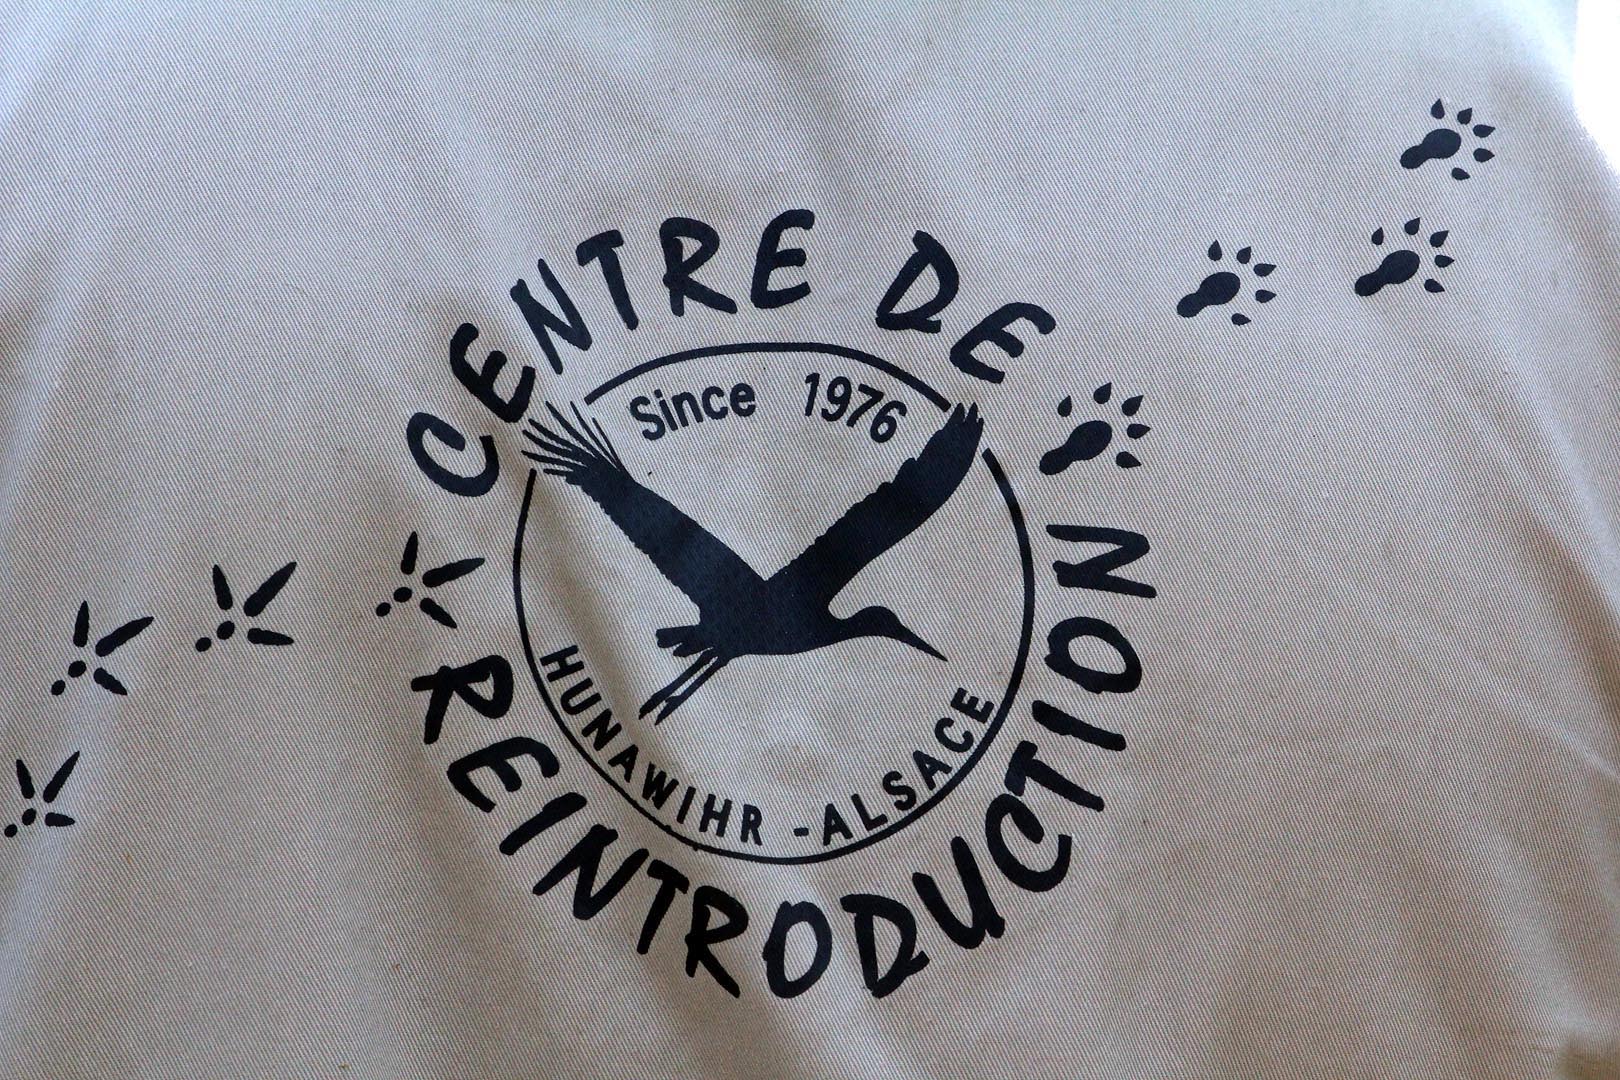 CENTRE DE
REINTRODUCTION
Since 1976
HUNAWIHR - ALSACE